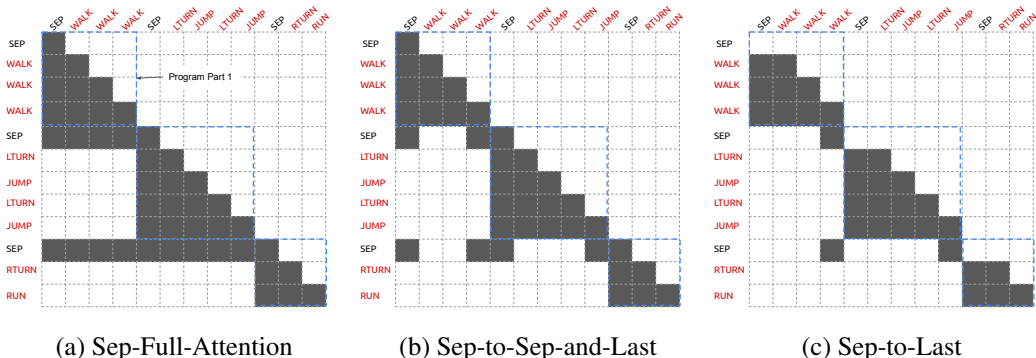 SEP WALK WALK WALK SEP LTURN JUMP LTURN JUMP SEP RTURN RUN
SEP
WALK
WALK
WALK
SEP
LTURN
JUMP
LTURN
JUMP
SEP
RTURN
RUN
Program Part 1
(a) Sep-Full-Attention
SEP WALK WALK WALK SEP LTURN JUMP JUMP LTURN SEP RTURN RUN
SEP
WALK
WALK
WALK
SEP
LTURN
JUMP
LTURN
JUMP
SEP
RTURN
RUN
(b) Sep-to-Sep-and-Last
SEP WALK WALK WALK SEP LTURN JUMP JUMP LTURN SEP RTURN RUN
SEP
WALK
WALK
WALK
SEP
LTURN
JUMP
LTURN
JUMP
SEP
RTURN
RUN
(c) Sep-to-Last